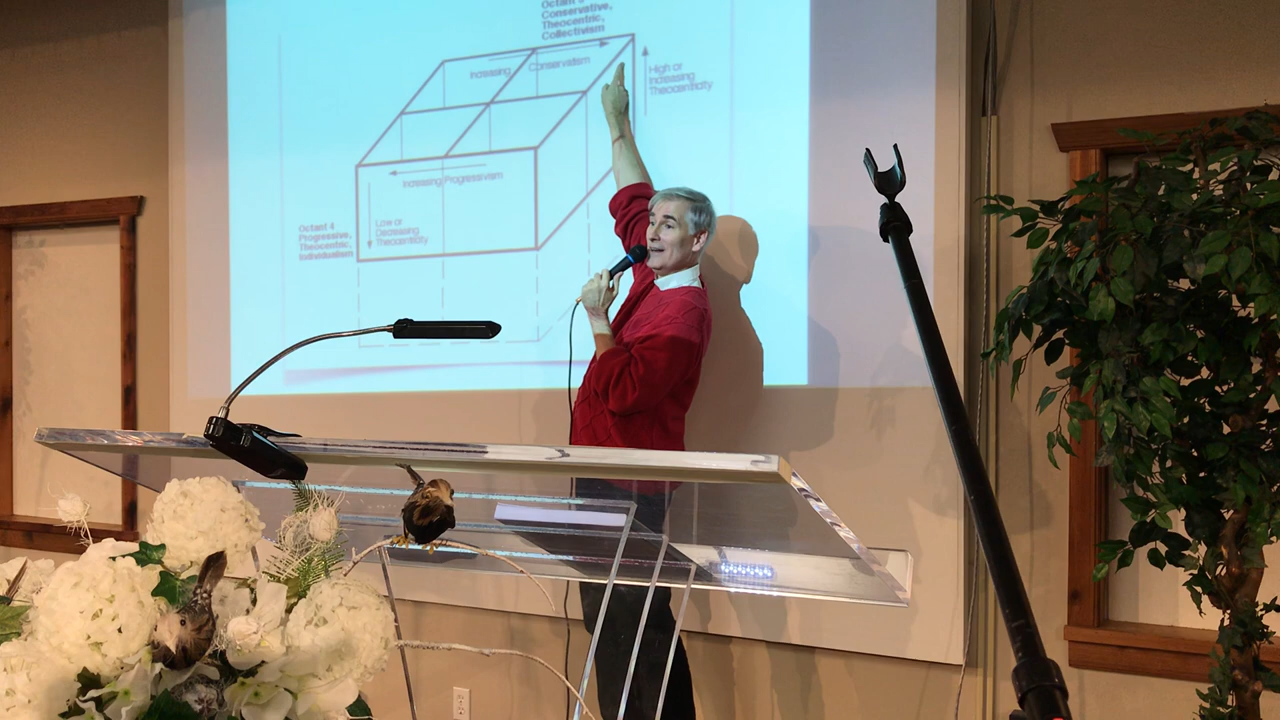 Octant
Conservative,
Theocentric,
Collectivism
Increasing
Conservatism
High or
Increasing
Theocentricity
Increasing Progressivism
Low or
Decreasing
Theocentricity
Octant 4
Progressive,
Theocentric,
Individualism